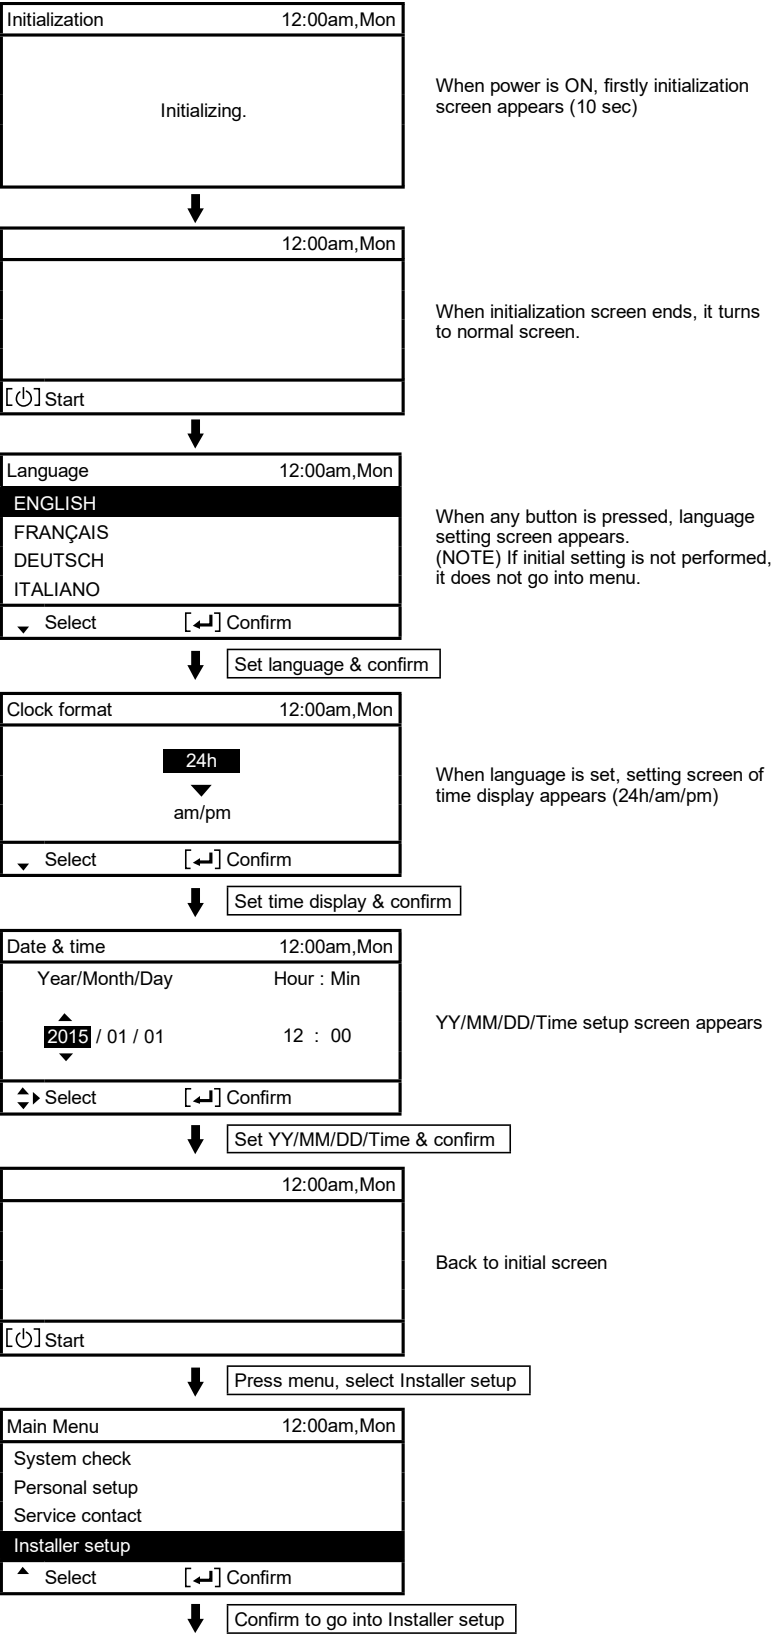 Initialization 12:00am,Mon
Initializing.
When power is ON, firstly initialization
screen appears (10 sec)
12:00am,Mon
[⏻] Start
When initialization screen ends, it turns
to normal screen.
Language 12:00am,Mon
ENGLISH
FRANÇAIS
DEUTSCH
ITALIANO
Select [↵] Confirm
When any button is pressed, language
setting screen appears.
(NOTE) If initial setting is not performed,
it does not go into menu.
Set language & confirm
Clock format 12:00am,Mon
24h
am/pm
Select [↵] Confirm
When language is set, setting screen of
time display appears (24h/am/pm)
Set time display & confirm
Date & time 12:00am,Mon
Year/Month/Day Hour : Min
2015 / 01 / 01 12 : 00
Select [↵] Confirm
YY/MM/DD/Time setup screen appears
Set YY/MM/DD/Time & confirm
12:00am,Mon
[⏻] Start
Back to initial screen
Press menu, select Installer setup
Main Menu 12:00am,Mon
System check
Personal setup
Service contact
Installer setup
Select [↵] Confirm
Confirm to go into Installer setup